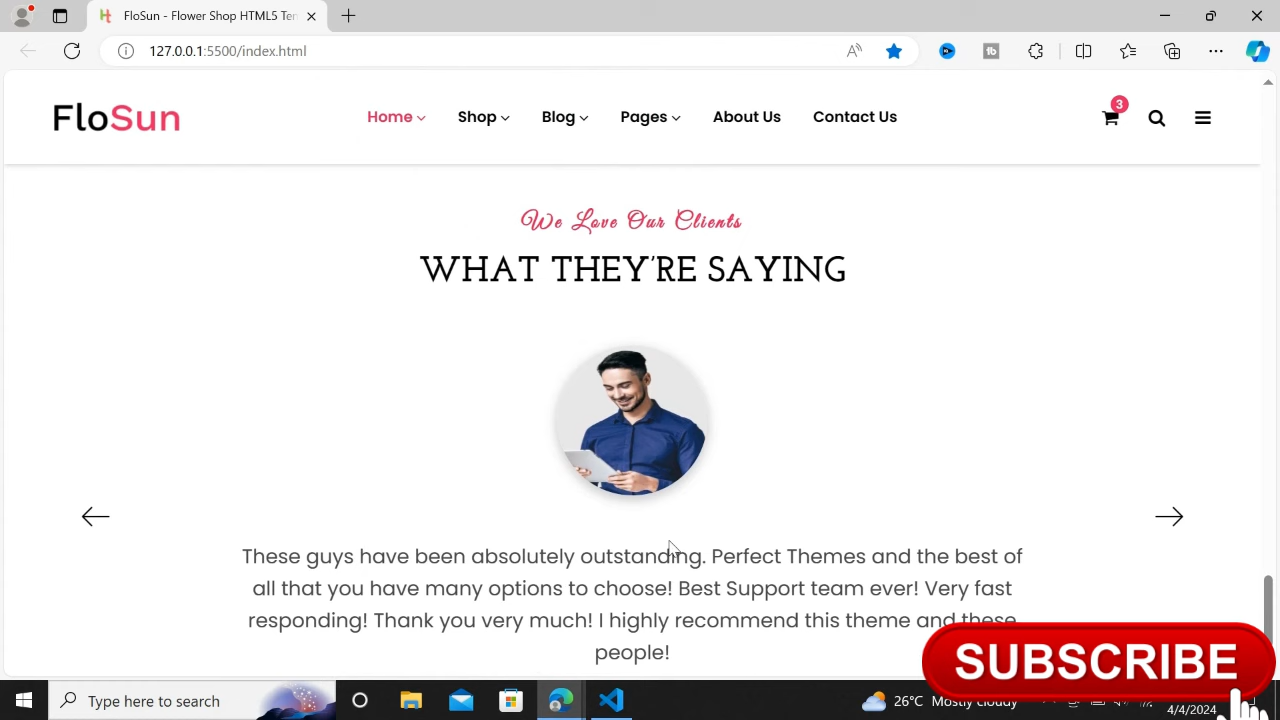 FloSun - Flower Shop HTML5 Ter
127.0.0.1:5500/index.html
FloSun
Home
Shop
Blog
Pages
About Us
Contact Us
3
We Love Our Clients
WHAT THEY'RE SAYING
These guys have been absolutely outstanding. Perfect Themes and the best of
all that you have many options to choose! Best Support team ever! Very fast
responding! Thank you very much! I highly recommend this theme and these
people!
SUBSCRIBE
Type here to search
26°C Mostly cloudy
4/4/2024